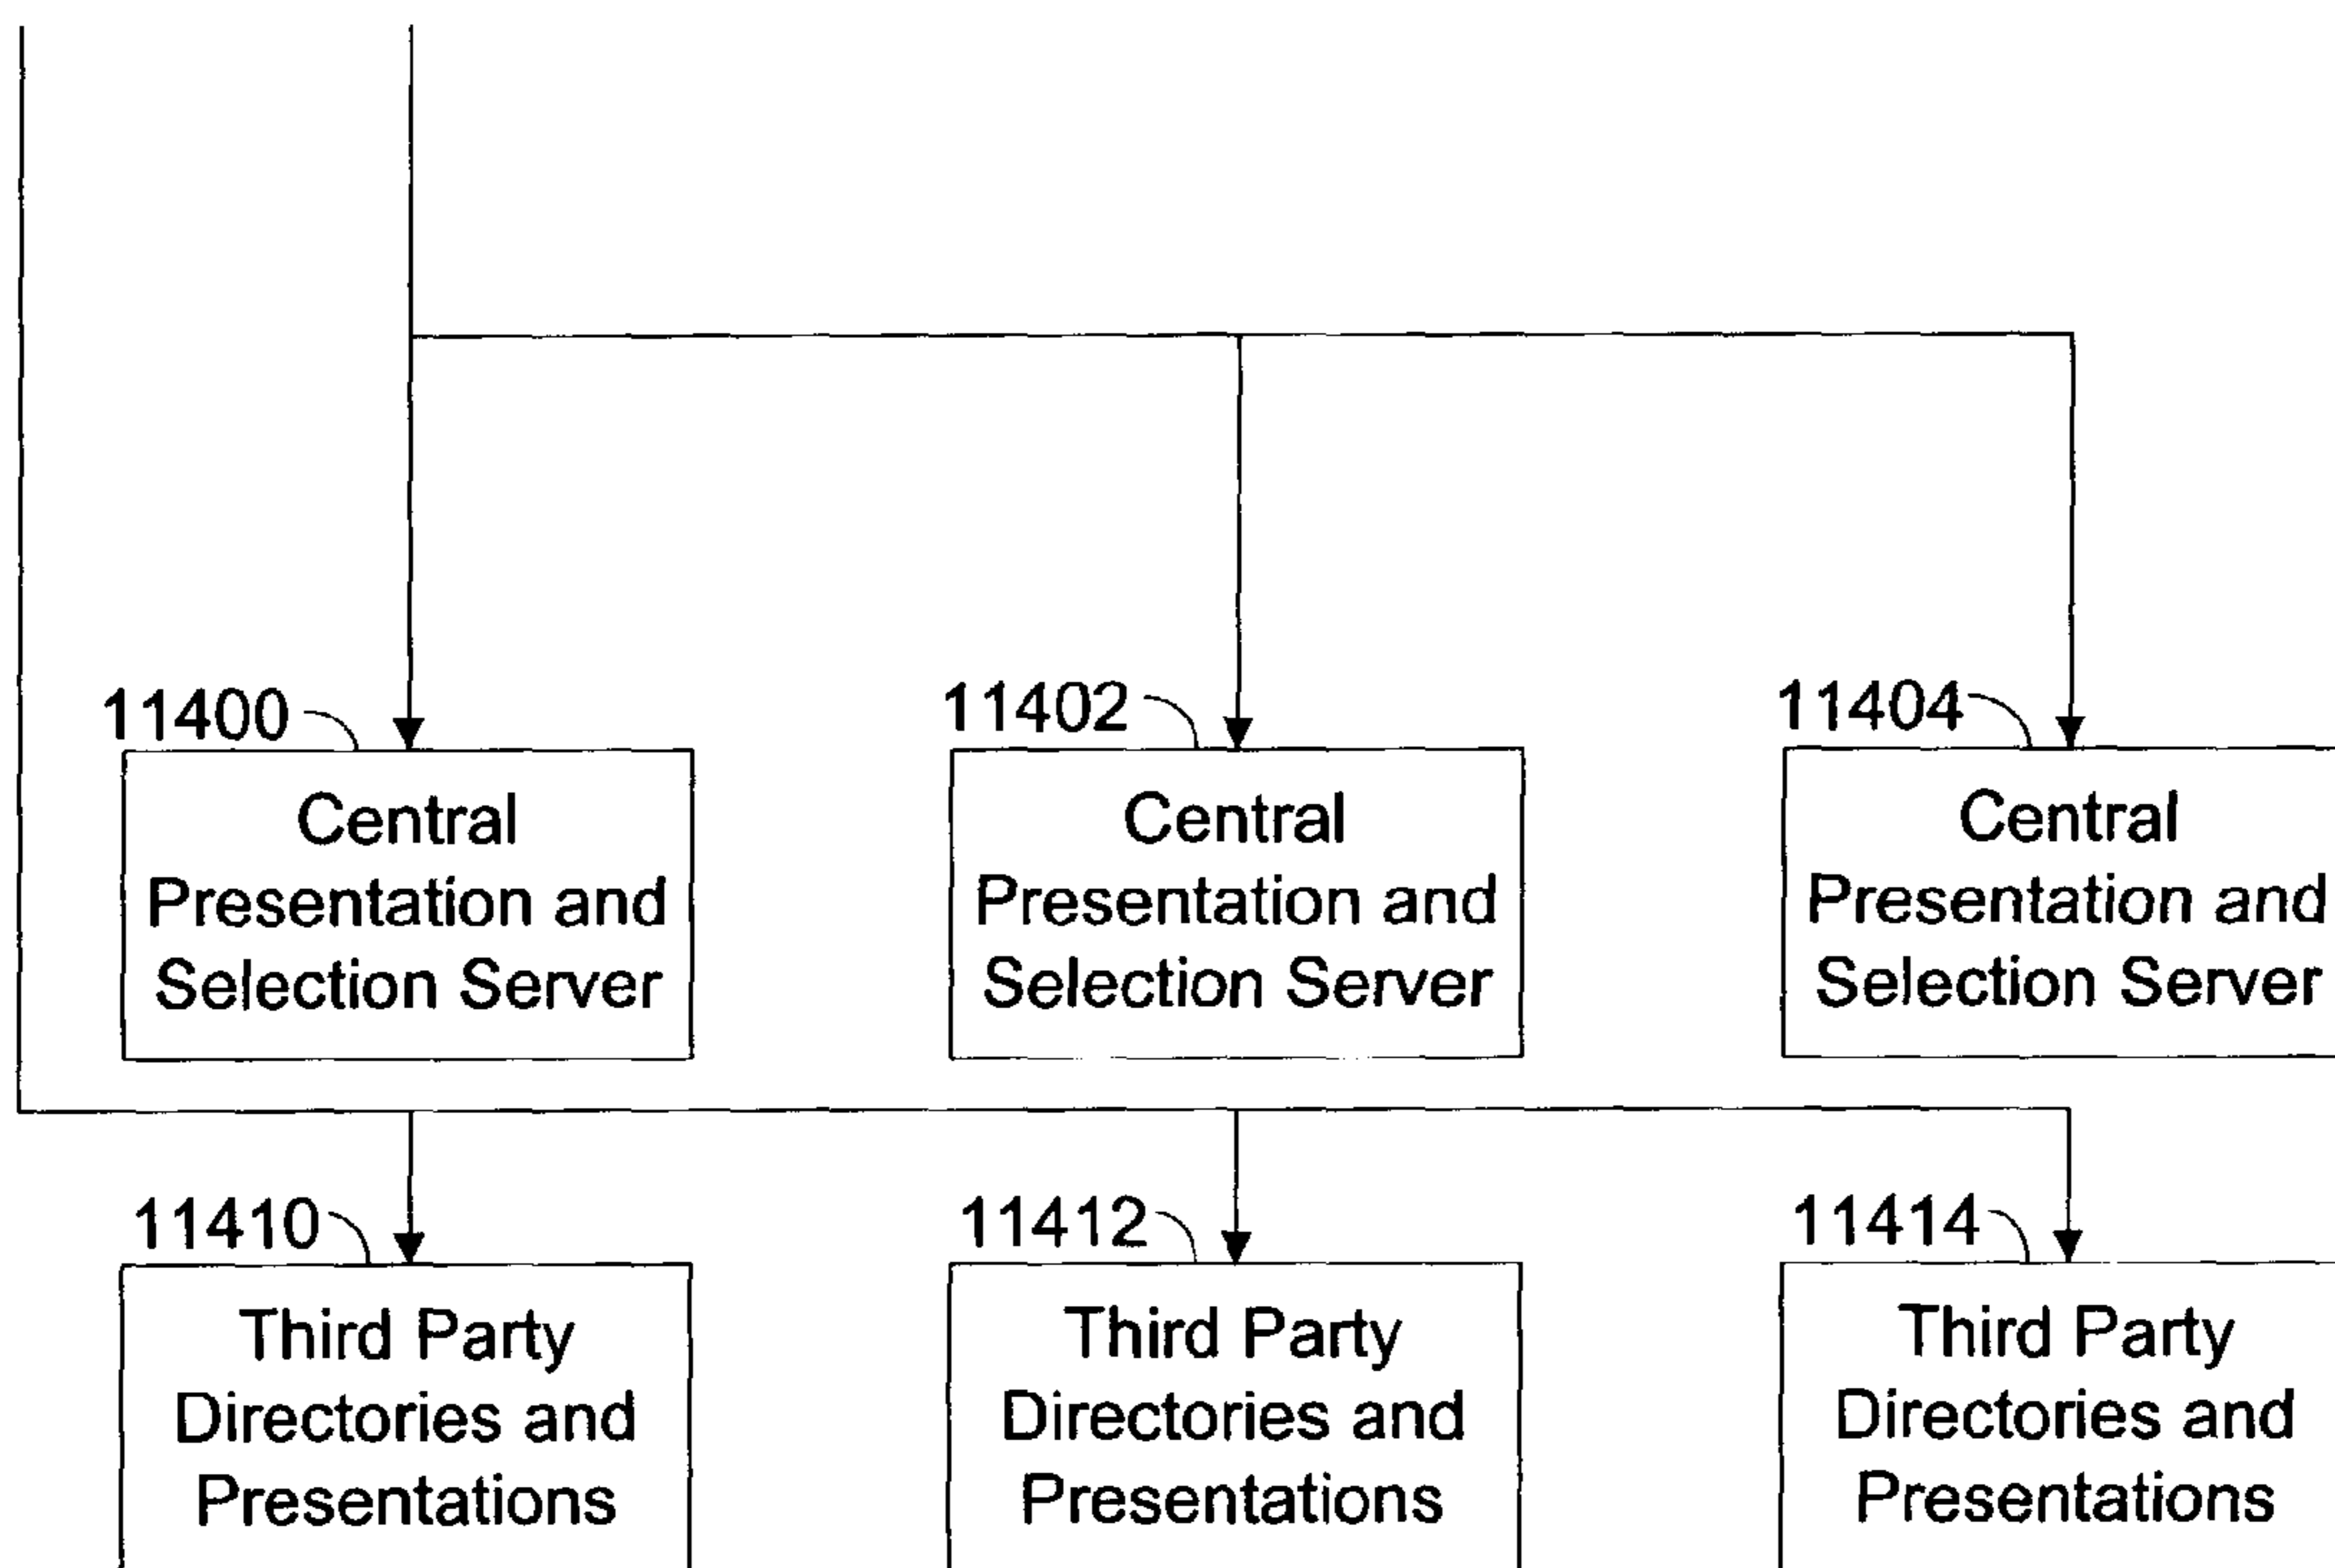 11400
Central
Presentation and
Selection Server
11402
Central
Presentation and
Selection Server
11404
Central
Presentation and
Selection Server
11410
Third Party
Directories and
Presentations
11412
Third Party
Directories and
Presentations
11414
Third Party
Directories and
Presentations